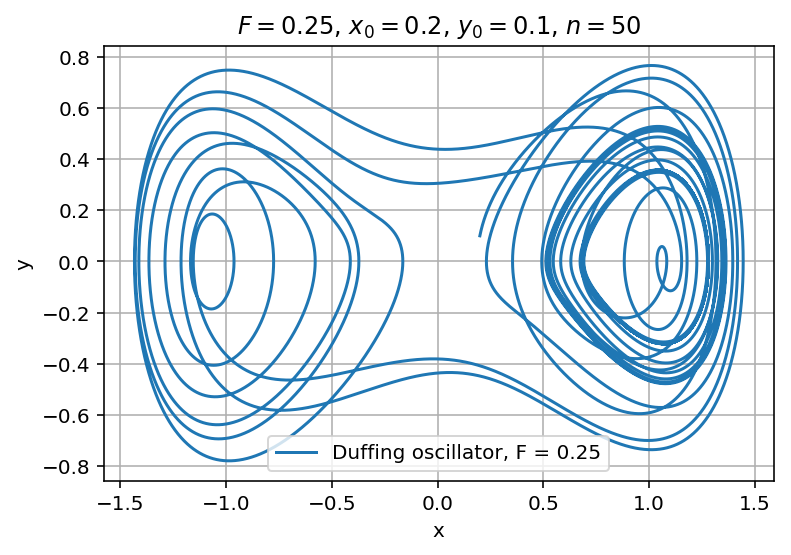 F = 0.25, x₀ = 0.2, y₀ = 0.1, n = 50
0.8
0.6
0.4
0.2
0.0
−0.2
−0.4
−0.6
−0.8
y
Duffing oscillator, F = 0.25
−1.5 −1.0 −0.5 0.0 0.5 1.0 1.5
x